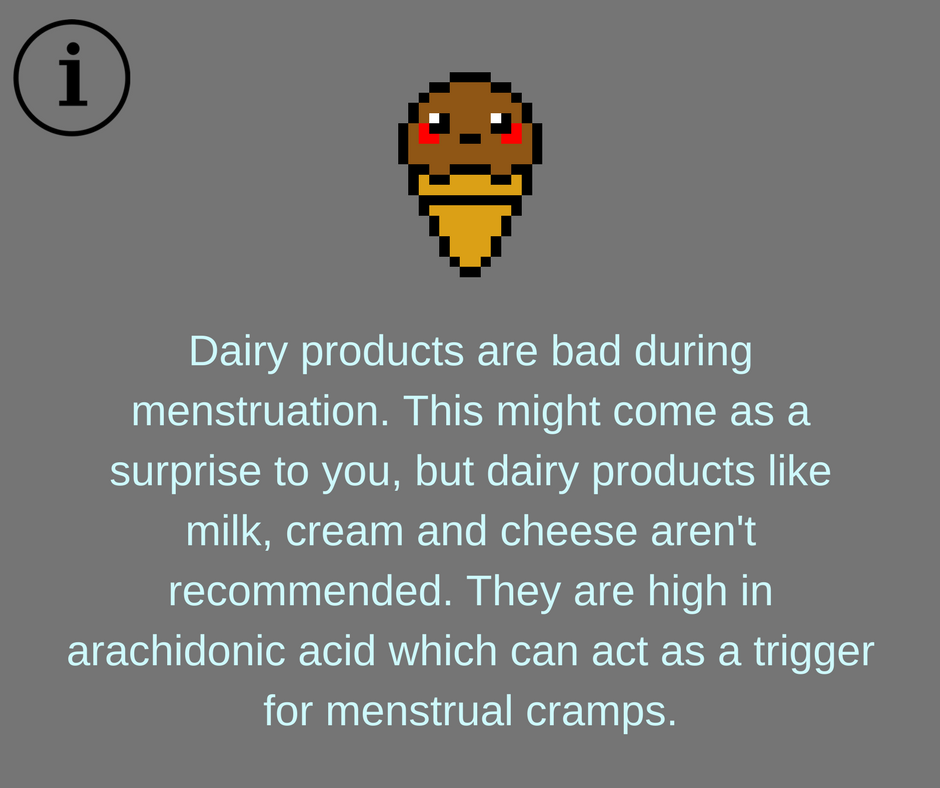 i
Dairy products are bad during
menstruation. This might come as a
surprise to you, but dairy products like
milk, cream and cheese aren't
recommended. They are high in
arachidonic acid which can act as a trigger
for menstrual cramps.